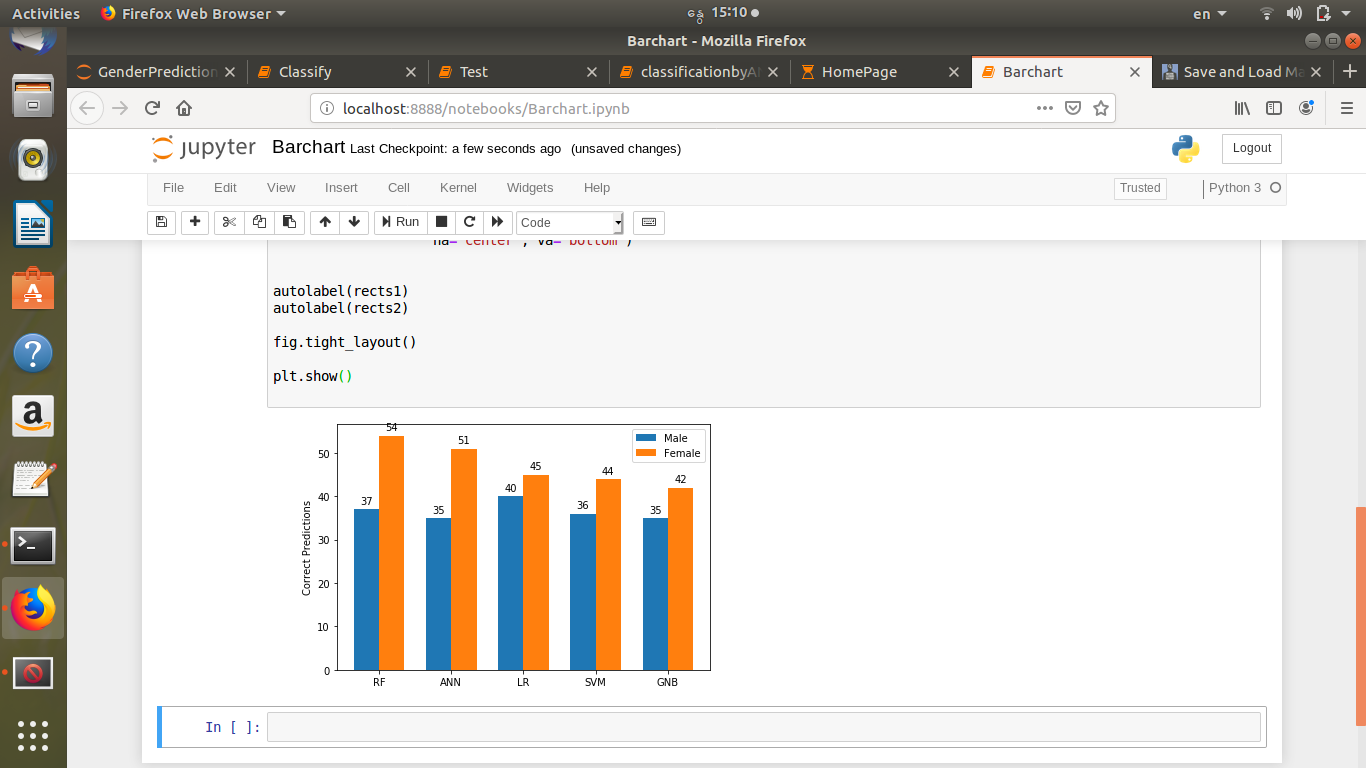 Activities Firefox Web Browser နွေ 15:10 en
Barchart - Mozilla Firefox
GenderPrediction Classify Test classificationbyA HomePage Barchart Save and Load Ma
localhost:8888/notebooks/Barchart.ipynb
jupyter Barchart Last Checkpoint: a few seconds ago (unsaved changes) Logout
File Edit View Insert Cell Kernel Widgets Help Trusted Python 3
Run Code
ha='center', va='bottom')
autolabel(rects1)
autolabel(rects2)
fig.tight_layout()
plt.show()
Correct Predictions
50
40
30
20
10
0
37 54 35 51 40 45 36 44 35 42
Male
Female
RF ANN LR SVM GNB
In [ ]: